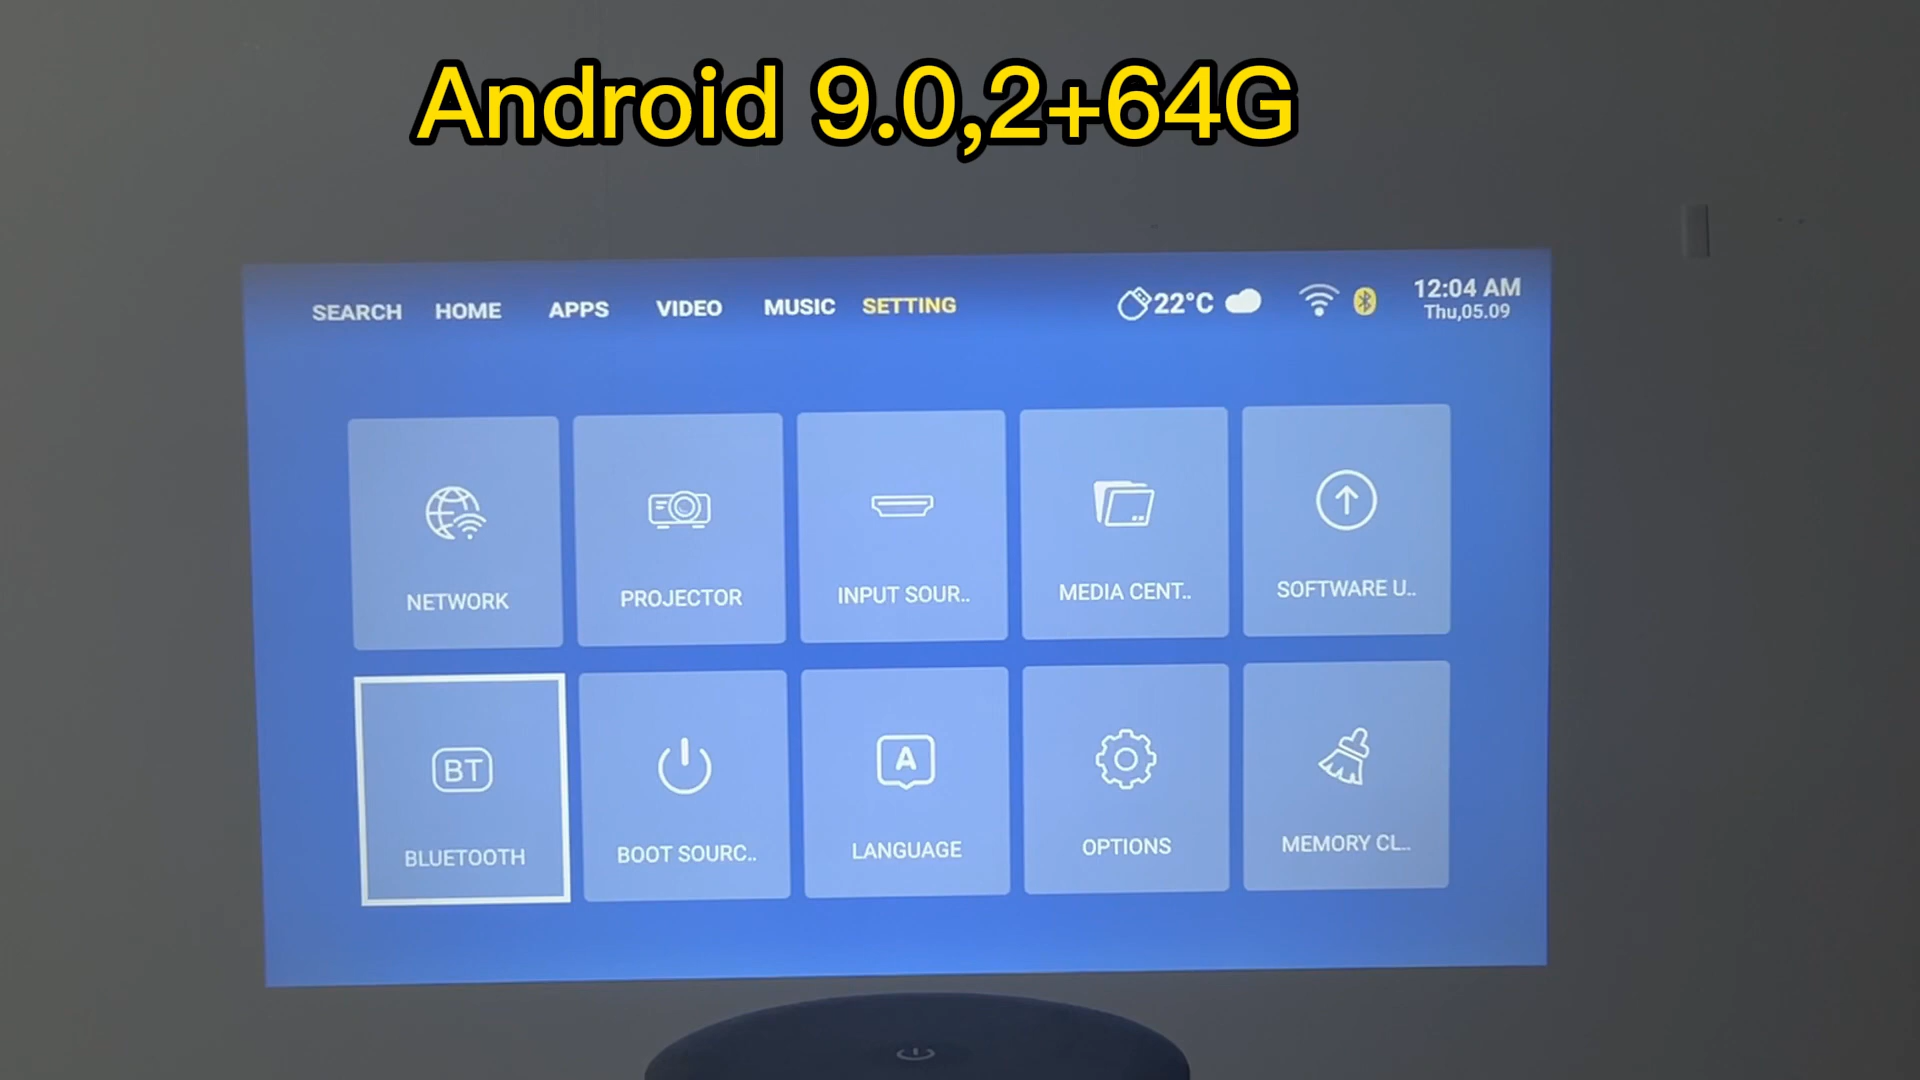 Android 9.0,2+64G
SEARCH HOME APPS VIDEO MUSIC SETTING 22°C 12:04 AM
Thu,05.09
NETWORK PROJECTOR INPUT SOUR.. MEDIA CENT.. SOFTWARE U..
BT A
BLUETOOTH BOOT SOURC.. LANGUAGE OPTIONS MEMORY CL..